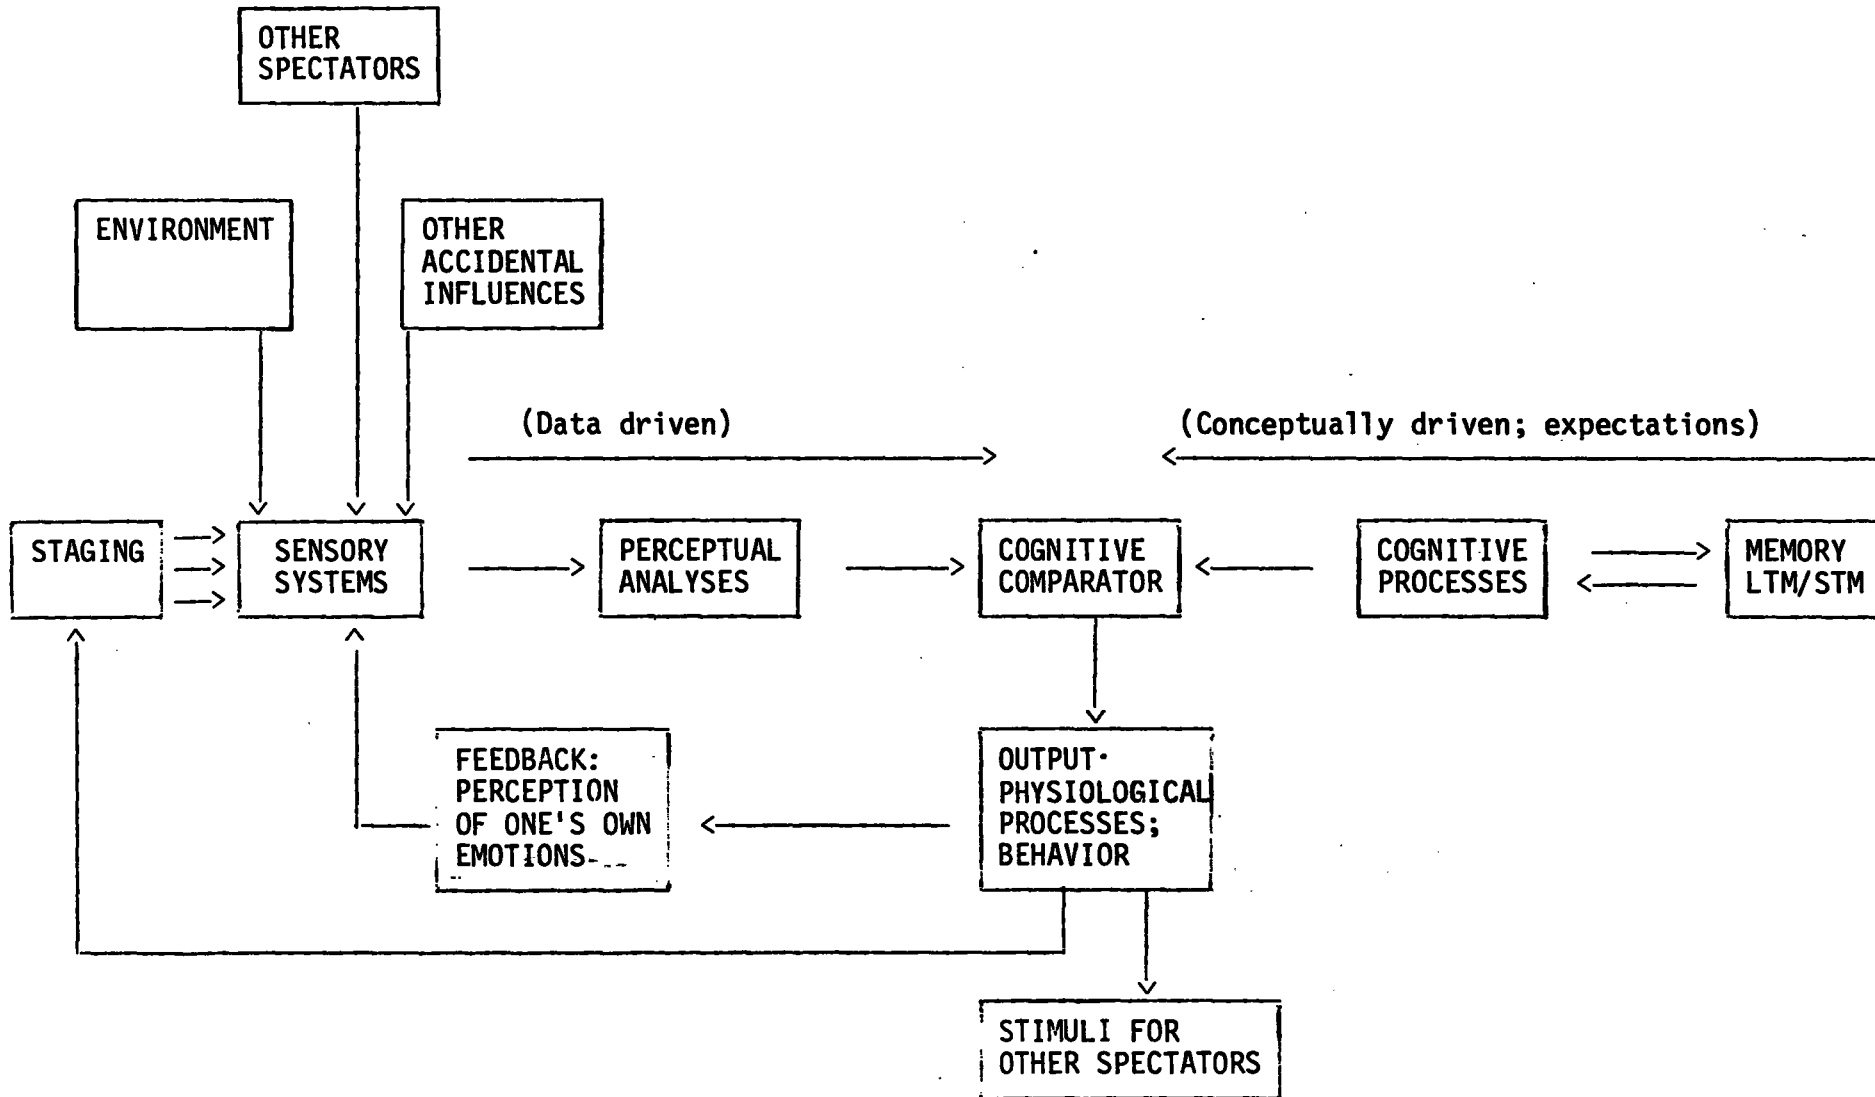 OTHER
SPECTATORS
ENVIRONMENT
OTHER
ACCIDENTAL
INFLUENCES
(Data driven)
(Conceptually driven; expectations)
STAGING
SENSORY
SYSTEMS
PERCEPTUAL
ANALYSES
COGNITIVE
COMPARATOR
COGNITIVE
PROCESSES
MEMORY
LTM/STM
FEEDBACK:
PERCEPTION
OF ONE'S OWN
EMOTIONS
OUTPUT·
PHYSIOLOGICAL
PROCESSES;
BEHAVIOR
STIMULI FOR
OTHER SPECTATORS